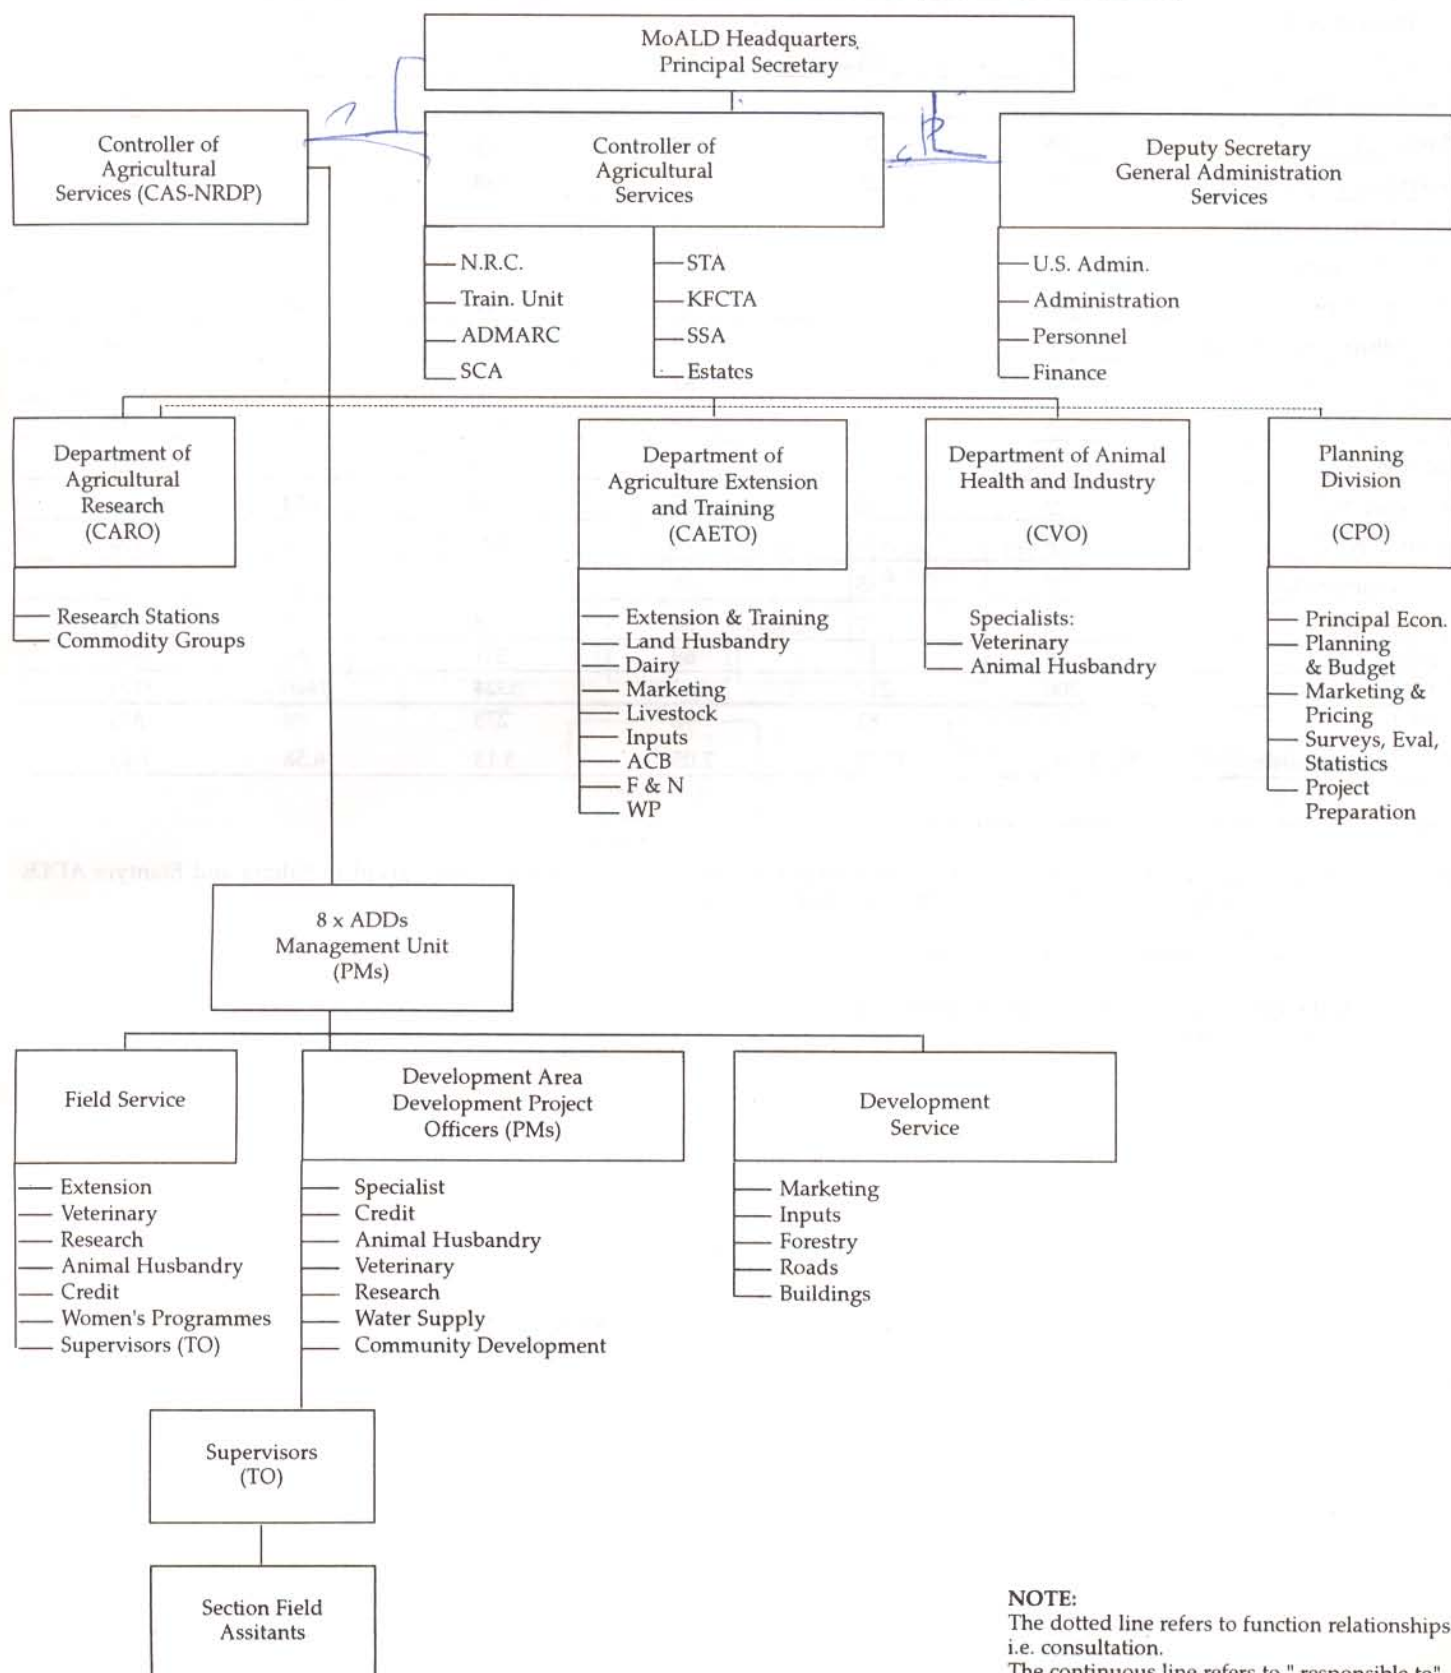 MoALD Headquarters
Principal Secretary
Controller of
Agricultural
Services (CAS-NRDP)
Controller of
Agricultural
Services
Deputy Secretary
General Administration
Services
N.R.C.
Train. Unit
ADMARC
SCA
STA
KFCTA
SSA
Estates
U.S. Admin.
Administration
Personnel
Finance
Department of
Agricultural
Research
(CARO)
Department of
Agriculture Extension
and Training
(CAETO)
Department of Animal
Health and Industry
(CVO)
Planning
Division
(CPO)
Research Stations
Commodity Groups
Extension & Training
Land Husbandry
Dairy
Marketing
Livestock
Inputs
ACB
F & N
WP
Specialists:
Veterinary
Animal Husbandry
Principal Econ.
Planning
& Budget
Marketing &
Pricing
Surveys, Eval,
Statistics
Project
Preparation
8 x ADDs
Management Unit
(PMs)
Field Service
Development Area
Development Project
Officers (PMs)
Development
Service
Extension
Veterinary
Research
Animal Husbandry
Credit
Women's Programmes
Supervisors (TO)
Specialist
Credit
Animal Husbandry
Veterinary
Research
Water Supply
Community Development
Marketing
Inputs
Forestry
Roads
Buildings
Supervisors
(TO)
Section Field
Assitants
NOTE:
The dotted line refers to function relationships
i.e. consultation.
The continuous line refers to " responsible to"